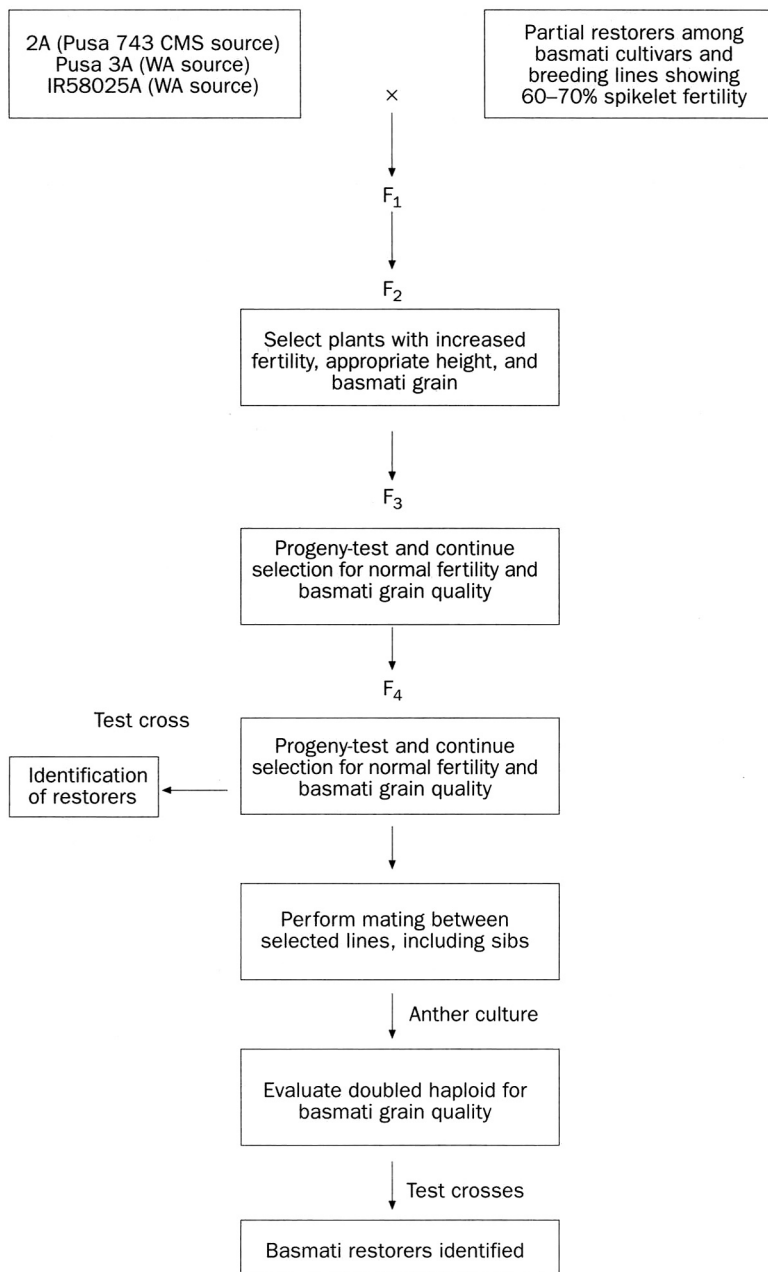 2A (Pusa 743 CMS source)
Pusa 3A (WA source)
IR58025A (WA source)
×
Partial restorers among
basmati cultivars and
breeding lines showing
60–70% spikelet fertility
F₁
F₂
Select plants with increased
fertility, appropriate height, and
basmati grain
F₃
Progeny-test and continue
selection for normal fertility and
basmati grain quality
F₄
Test cross
Identification
of restorers
Progeny-test and continue
selection for normal fertility and
basmati grain quality
Perform mating between
selected lines, including sibs
Anther culture
Evaluate doubled haploid for
basmati grain quality
Test crosses
Basmati restorers identified